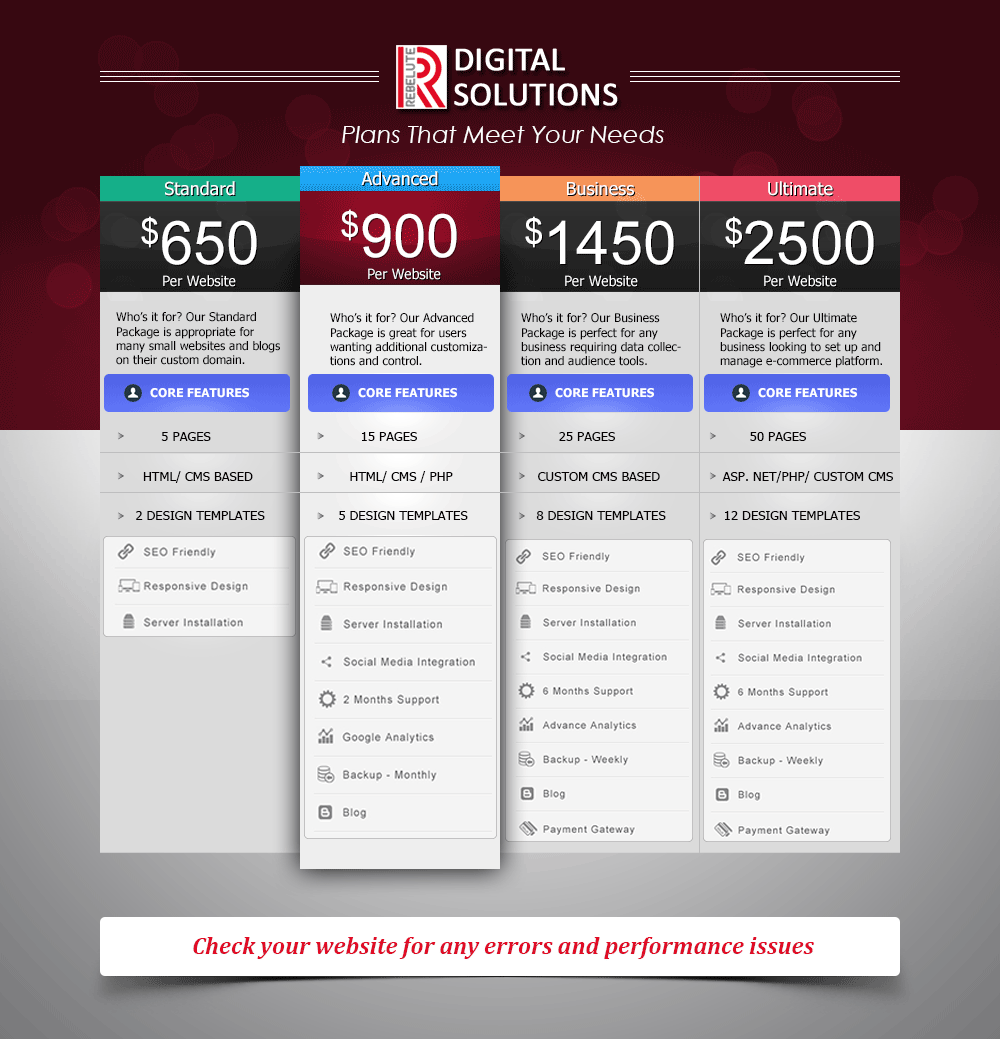 REBELUTE
DIGITAL
SOLUTIONS
Plans That Meet Your Needs
Standard
$650
Per Website
Who's it for? Our Standard
Package is appropriate for
many small websites and blogs
on their custom domain.
CORE FEATURES
5 PAGES
HTML/ CMS BASED
2 DESIGN TEMPLATES
SEO Friendly
Responsive Design
Server Installation
Advanced
$900
Per Website
Who's it for? Our Advanced
Package is great for users
wanting additional customiza-
tions and control.
CORE FEATURES
15 PAGES
HTML/ CMS / PHP
5 DESIGN TEMPLATES
SEO Friendly
Responsive Design
Server Installation
Social Media Integration
2 Months Support
Google Analytics
Backup - Monthly
Blog
Business
$1450
Per Website
Who's it for? Our Business
Package is perfect for any
business requiring data collec-
tion and audience tools.
CORE FEATURES
25 PAGES
CUSTOM CMS BASED
8 DESIGN TEMPLATES
SEO Friendly
Responsive Design
Server Installation
Social Media Integration
6 Months Support
Advance Analytics
Backup - Weekly
Blog
Payment Gateway
Ultimate
$2500
Per Website
Who's it for? Our Ultimate
Package is perfect for any
business looking to set up and
manage e-commerce platform.
CORE FEATURES
50 PAGES
ASP. NET/PHP/ CUSTOM CMS
12 DESIGN TEMPLATES
SEO Friendly
Responsive Design
Server Installation
Social Media Integration
6 Months Support
Advance Analytics
Backup - Weekly
Blog
Payment Gateway
Check your website for any errors and performance issues